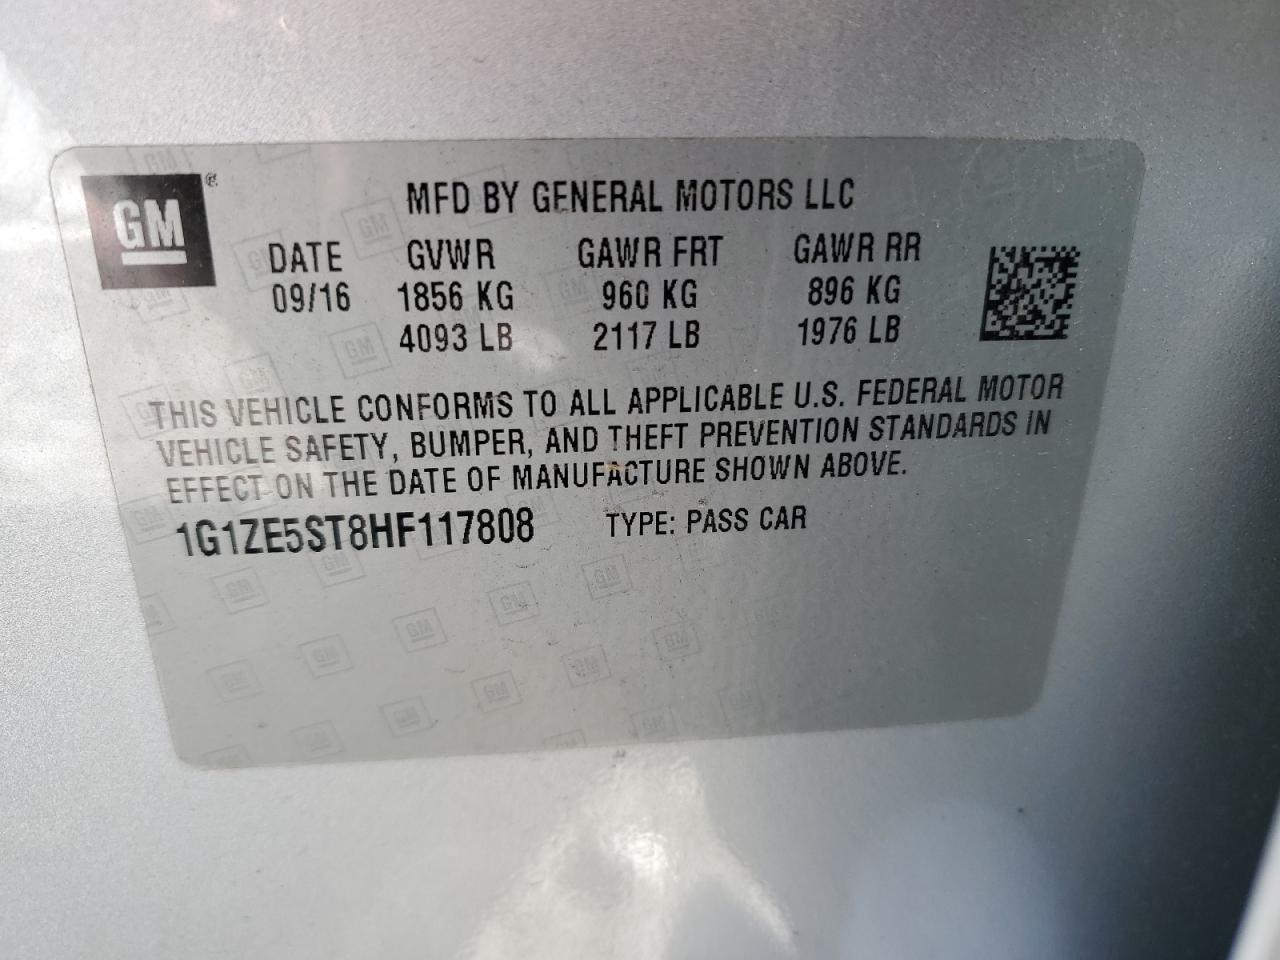 GM ®
MFD BY GENERAL MOTORS LLC
DATE GVWR GAWR FRT GAWR RR
09/16 1856 KG 960 KG 896 KG
4093 LB 2117 LB 1976 LB
THIS VEHICLE CONFORMS TO ALL APPLICABLE U.S. FEDERAL MOTOR
VEHICLE SAFETY, BUMPER, AND THEFT PREVENTION STANDARDS IN
EFFECT ON THE DATE OF MANUFACTURE SHOWN ABOVE.
1G1ZE5ST8HF117808 TYPE: PASS CAR